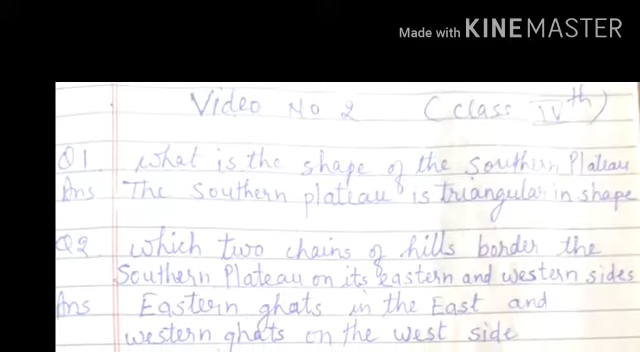 Made with KINEMASTER
Video No 2 (class IVth)
Q1 what is the shape of the Southern Plateau
Ans The Southern plateau is triangular in shape
Q2 which two chains of hills border the
Southern Plateau on its eastern and western sides
Ans Eastern ghats in the East and
western ghats on the west side